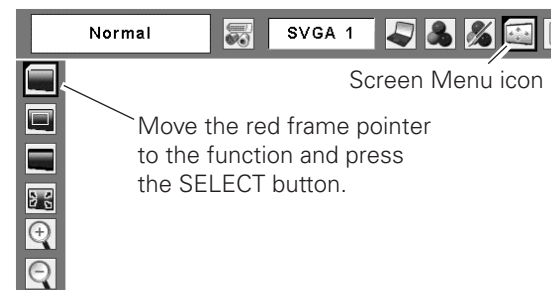 Normal
SVGA 1
Screen Menu icon
Move the red frame pointer
to the function and press
the SELECT button.